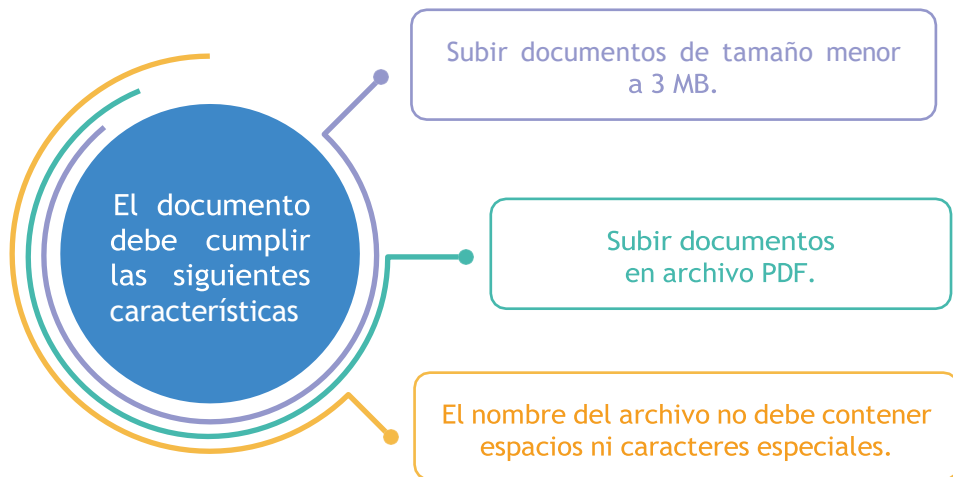 El documento
debe cumplir
las siguientes
características
Subir documentos de tamaño menor
a 3 MB.
Subir documentos
en archivo PDF.
El nombre del archivo no debe contener
espacios ni caracteres especiales.